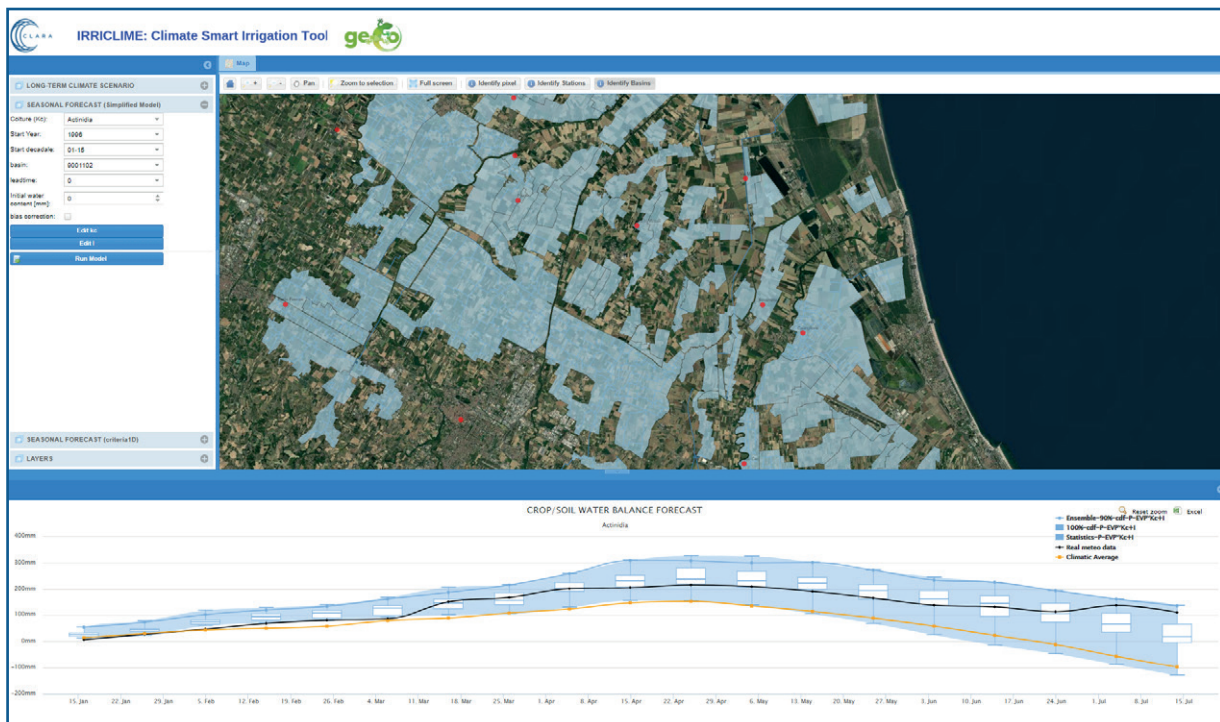 CLARA
IRRICLIME: Climate Smart Irrigation Tool
geco
Map
Pan
Zoom to selection
Full screen
Identify pixel
Identify Stations
Identify Basins
LONG-TERM CLIMATE SCENARIO
SEASONAL FORECAST (Simplified Model)
Colture (Kc): Actinidia
Start Year: 1996
Start decadale: 01-15
basin: 9001102
leadtime: 0
Initial water
content [mm]: 0
bias correction:
Edit kc
Edit I
Run Model
SEASONAL FORECAST (criteria1D)
LAYERS
CROP/SOIL WATER BALANCE FORECAST
Actinidia
Reset zoom Excel
Ensemble-90%-cdf-P-EVP*Kc+I
100%-cdf-P-EVP*Kc+I
Statistics-P-EVP*Kc+I
Real meteo data
Climatic Average
400mm
300mm
200mm
100mm
0mm
-100mm
-200mm
15. Jan 22. Jan 29. Jan 5. Feb 12. Feb 19. Feb 26. Feb 4. Mar 11. Mar 18. Mar 25. Mar 1. Apr 8. Apr 15. Apr 22. Apr 29. Apr 6. May 13. May 20. May 27. May 3. Jun 10. Jun 17. Jun 24. Jun 1. Jul 8. Jul 15. Jul